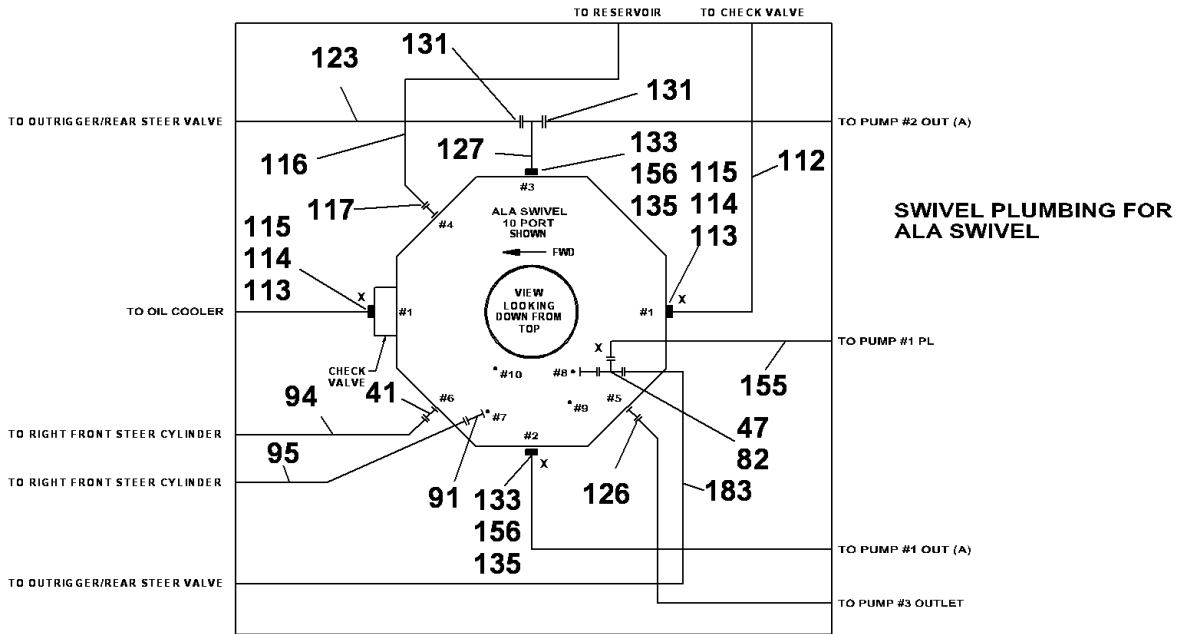 TO RESERVOIR
TO CHECK VALVE
131
123
131
TO OUTRIGGER/REAR STEER VALVE
TO PUMP #2 OUT (A)
127
133
156
135
116
112
115
114
113
117
#3
#4
ALA SWIVEL
10 PORT
SHOWN
FWD
SWIVEL PLUMBING FOR
ALA SWIVEL
115
114
113
X
X
VIEW
LOOKING
DOWN FROM
TOP
TO OIL COOLER
#1
#1
TO PUMP #1 PL
X
155
CHECK
VALVE
#10
#8
94
41
#6
#7
#9
#5
TO RIGHT FRONT STEER CYLINDER
#2
47
82
95
TO RIGHT FRONT STEER CYLINDER
91
X
133
156
135
126
183
TO PUMP #1 OUT (A)
TO OUTRIGGER/REAR STEER VALVE
TO PUMP #3 OUTLET